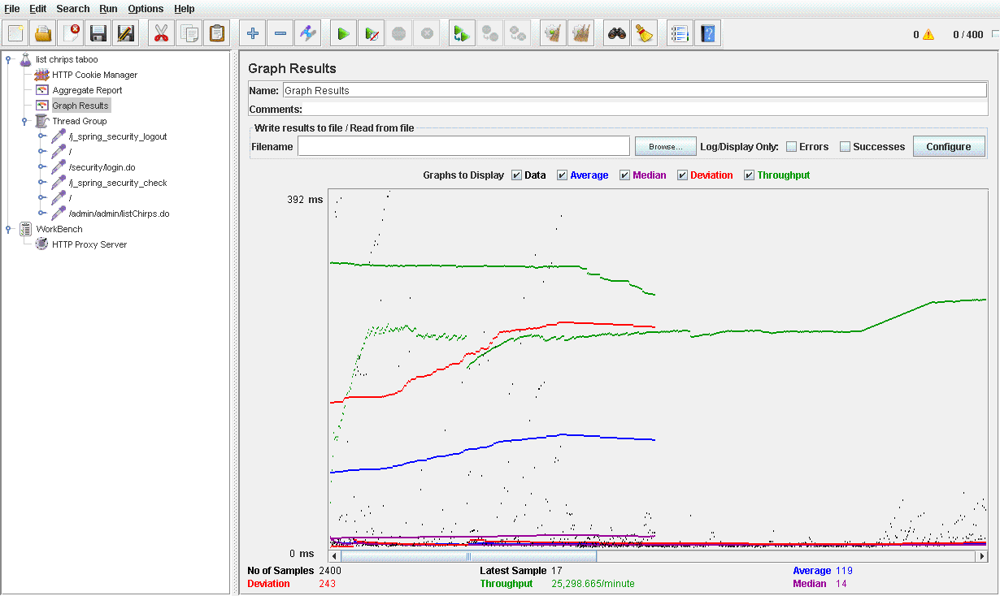 File Edit Search Run Options Help
0 0 / 400
list chrips taboo
HTTP Cookie Manager
Aggregate Report
Graph Results
Thread Group
/j_spring_security_logout
/
/security/login.do
/j_spring_security_check
/
/admin/admin/listChirps.do
WorkBench
HTTP Proxy Server
Graph Results
Name: Graph Results
Comments:
Write results to file / Read from file
Filename Browse... Log/Display Only: Errors Successes Configure
Graphs to Display Data Average Median Deviation Throughput
392 ms
0 ms
No of Samples 2400 Latest Sample 17 Average 119
Deviation 243 Throughput 25,298.665/minute Median 14